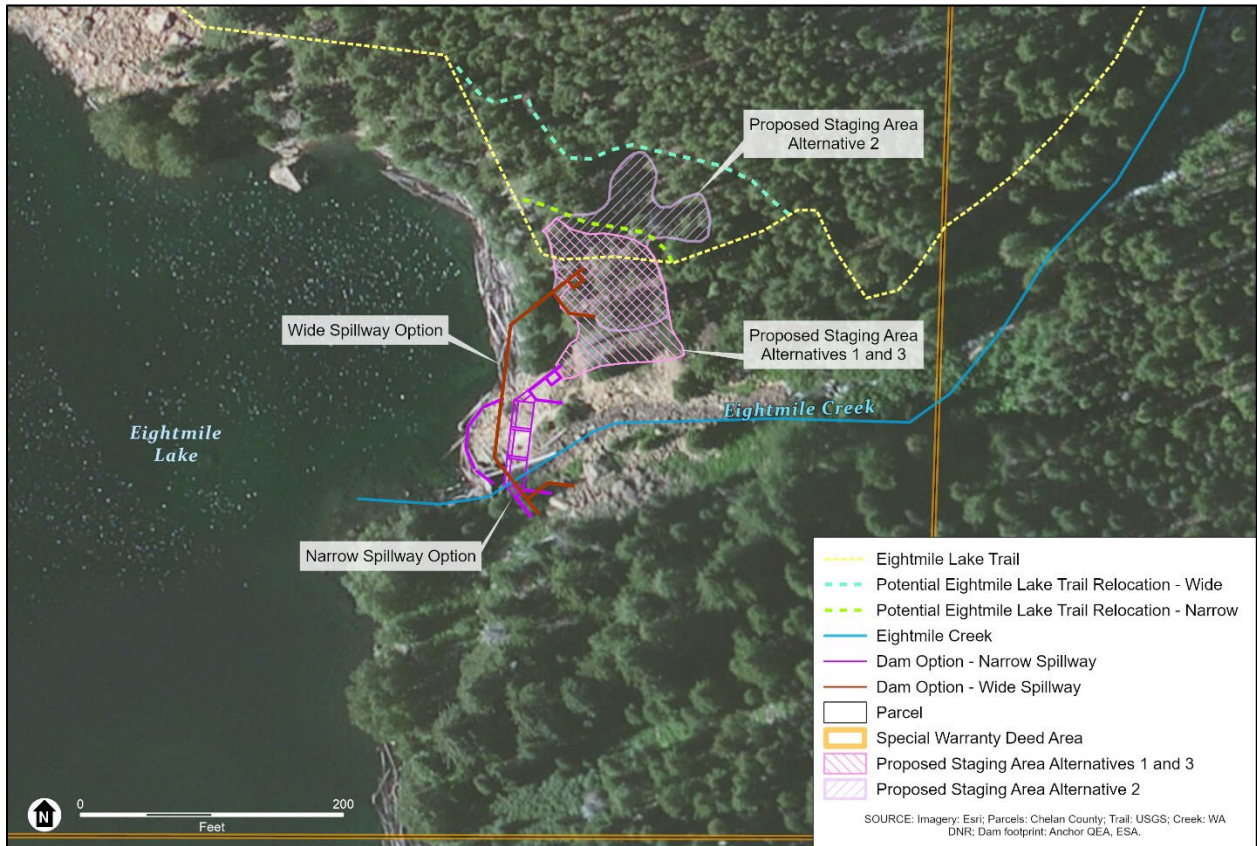 Proposed Staging Area
Alternative 2
Wide Spillway Option
Proposed Staging Area
Alternatives 1 and 3
Eightmile Creek
Eightmile
Lake
Narrow Spillway Option
Eightmile Lake Trail
Potential Eightmile Lake Trail Relocation - Wide
Potential Eightmile Lake Trail Relocation - Narrow
Eightmile Creek
Dam Option - Narrow Spillway
Dam Option - Wide Spillway
Parcel
Special Warranty Deed Area
Proposed Staging Area Alternatives 1 and 3
Proposed Staging Area Alternative 2
SOURCE: Imagery: Esri; Parcels: Chelan County; Trail: USGS; Creek: WA
DNR; Dam footprint: Anchor QEA, ESA.
N
0 200
Feet